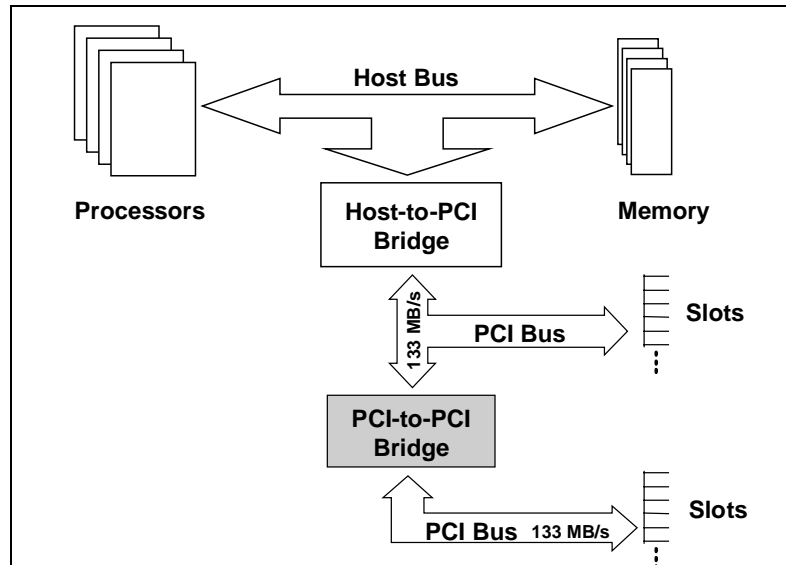 Host Bus
Processors
Memory
Host-to-PCI
Bridge
133 MB/s
PCI Bus
Slots
PCI-to-PCI
Bridge
PCI Bus 133 MB/s
Slots